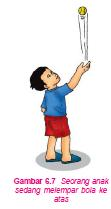 Gambar 6.7 Seorang anak
sedang melempar bola ke
atas